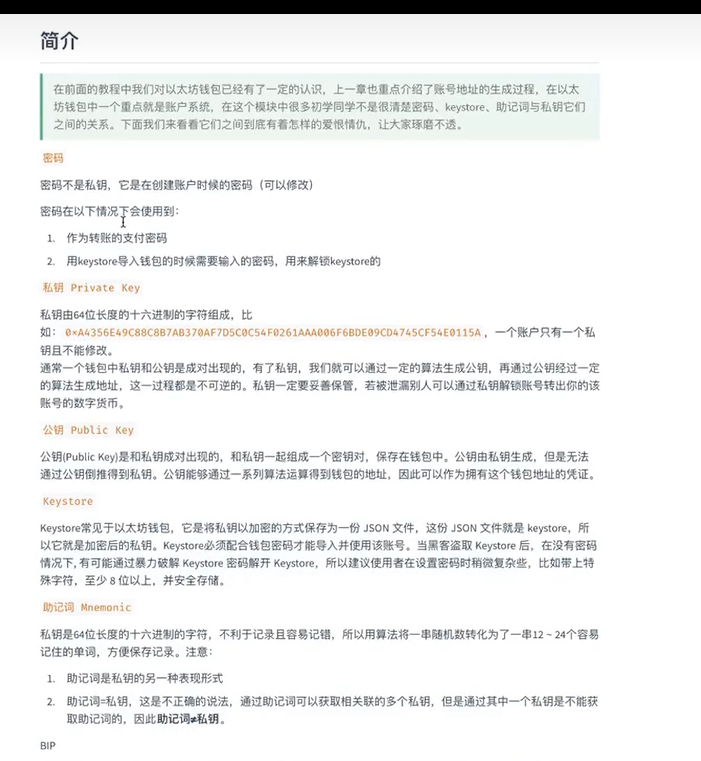 简介
在前面的教程中我们对以太坊钱包已经有了一定的认识，上一章也重点介绍了账号地址的生成过程，在以太
坊钱包中一个重点就是账户系统，在这个模块中很多初学同学不是很清楚密码、keystore、助记词与私钥它们
之间的关系。下面我们来看看它们之间到底有着怎样的爱恨情仇，让大家琢磨不透。
密码
密码不是私钥，它是在创建账户时候的密码（可以修改）
密码在以下情况下会使用到：
1. 作为转账的支付密码
2. 用keystore导入钱包的时候需要输入的密码，用来解锁keystore的
私钥 Private Key
私钥由64位长度的十六进制的字符组成，比
如：0xA4356E49C88C8B7AB370AF7D5C0C54F0261AAA006F6BDE09CD4745CF54E0115A，一个账户只有一个私
钥且不能修改。
通常一个钱包中私钥和公钥是成对出现的，有了私钥，我们就可以通过一定的算法生成公钥，再通过公钥经过一定
的算法生成地址，这一过程都是不可逆的。私钥一定要妥善保管，若被泄漏别人可以通过私钥解锁账号转出你的该
账号的数字货币。
公钥 Public Key
公钥(Public Key)是和私钥成对出现的，和私钥一起组成一个密钥对，保存在钱包中。公钥由私钥生成，但是无法
通过公钥倒推得到私钥。公钥能够通过一系列算法运算得到钱包的地址，因此可以作为拥有这个钱包地址的凭证。
Keystore
Keystore常见于以太坊钱包，它是将私钥以加密的方式保存为一份 JSON 文件，这份 JSON 文件就是 keystore，所
以它就是加密后的私钥。Keystore必须配合钱包密码才能导入并使用该账号。当黑客盗取 Keystore 后，在没有密码
情况下, 有可能通过暴力破解 Keystore 密码解开 Keystore，所以建议使用者在设置密码时稍微复杂些，比如带上特
殊字符，至少 8 位以上，并安全存储。
助记词 Mnemonic
私钥是64位长度的十六进制的字符，不利于记录且容易记错，所以用算法将一串随机数转化为了一串12 ~ 24个容易
记住的单词，方便保存记录。注意：
1. 助记词是私钥的另一种表现形式
2. 助记词=私钥，这是不正确的说法，通过助记词可以获取相关联的多个私钥，但是通过其中一个私钥是不能获
取助记词的，因此助记词≠私钥。
BIP